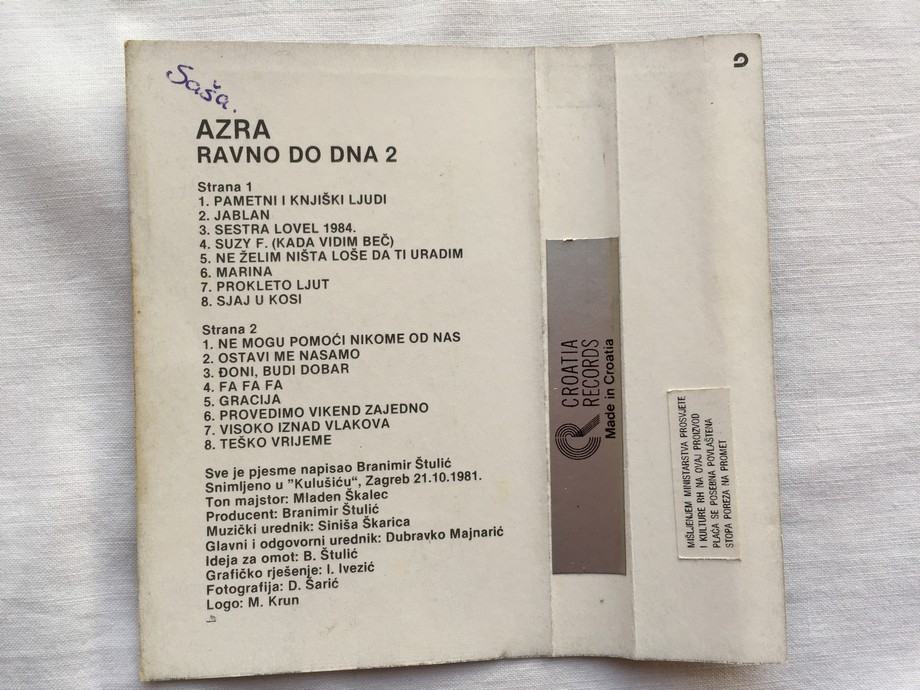 Saša.
AZRA
RAVNO DO DNA 2
Strana 1
1. PAMETNI I KNJIŠKI LJUDI
2. JABLAN
3. SESTRA LOVEL 1984.
4. SUZY F. (KADA VIDIM BEČ)
5. NE ŽELIM NIŠTA LOŠE DA TI URADIM
6. MARINA
7. PROKLETO LJUT
8. SJAJ U KOSI
Strana 2
1. NE MOGU POMOĆI NIKOME OD NAS
2. OSTAVI ME NASAMO
3. ĐONI, BUDI DOBAR
4. FA FA FA
5. GRACIJA
6. PROVEDIMO VIKEND ZAJEDNO
7. VISOKO IZNAD VLAKOVA
8. TEŠKO VRIJEME
Sve je pjesme napisao Branimir Štulić
Snimljeno u "Kulušiću", Zagreb 21.10.1981.
Ton majstor: Mladen Škalec
Producent: Branimir Štulić
Muzički urednik: Siniša Škarica
Glavni i odgovorni urednik: Dubravko Majnarić
Ideja za omot: B. Štulić
Grafičko rješenje: I. Ivezić
Fotografija: D. Šarić
Logo: M. Krun
CROATIA
RECORDS
Made in Croatia
MIŠLJENJEM MINISTARSTVA PROSVJETE
I KULTURE RH NA OVAJ PROIZVOD
PLAĆA SE POSEBNA POVLAŠTENA
STOPA POREZA NA PROMET